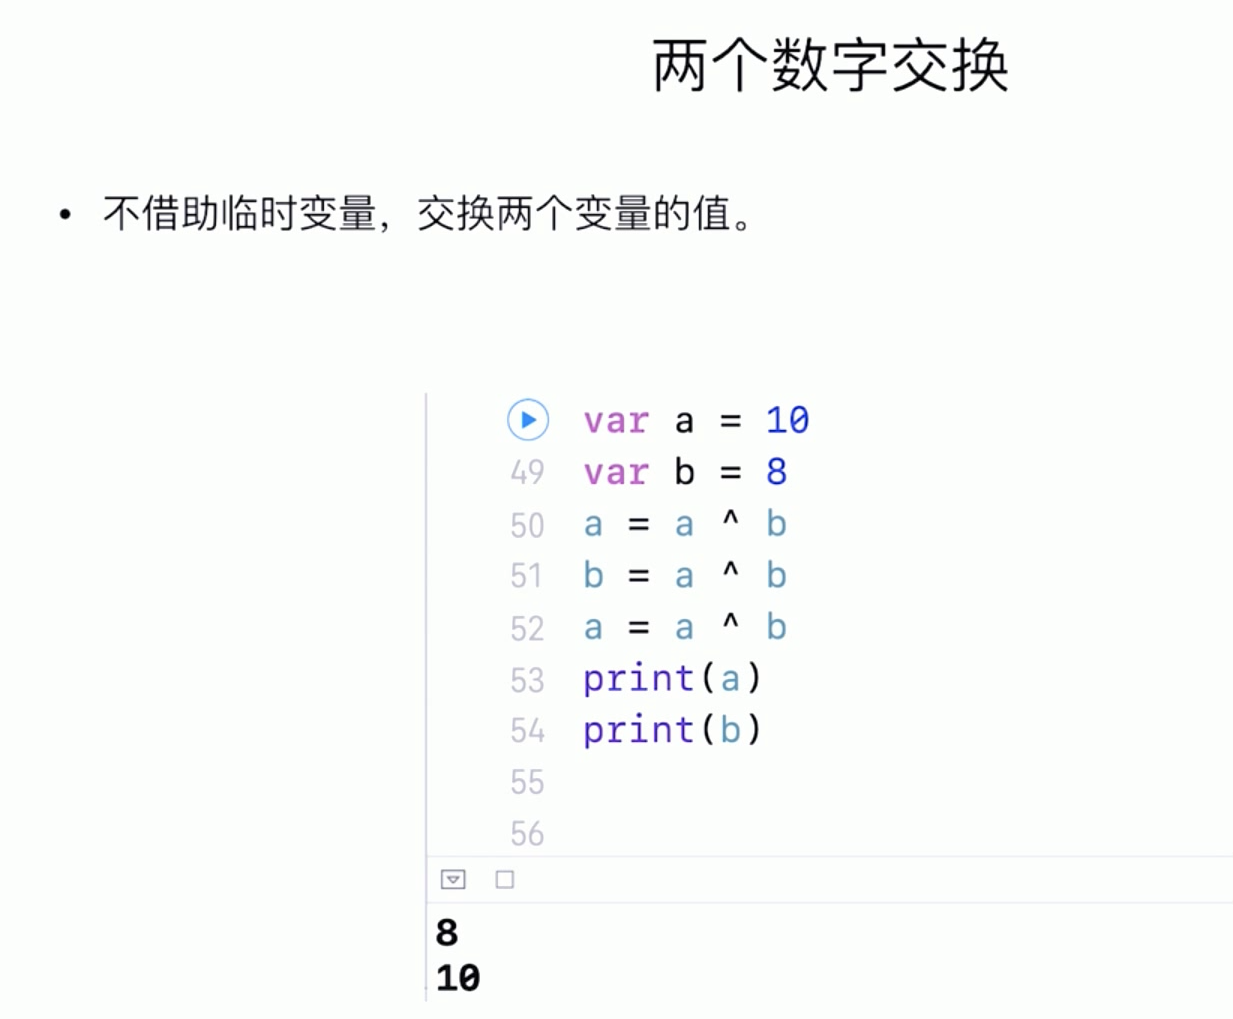 两个数字交换
• 不借助临时变量，交换两个变量的值。
var a = 10
49 var b = 8
50 a = a ^ b
51 b = a ^ b
52 a = a ^ b
53 print(a)
54 print(b)
55
56
8
10